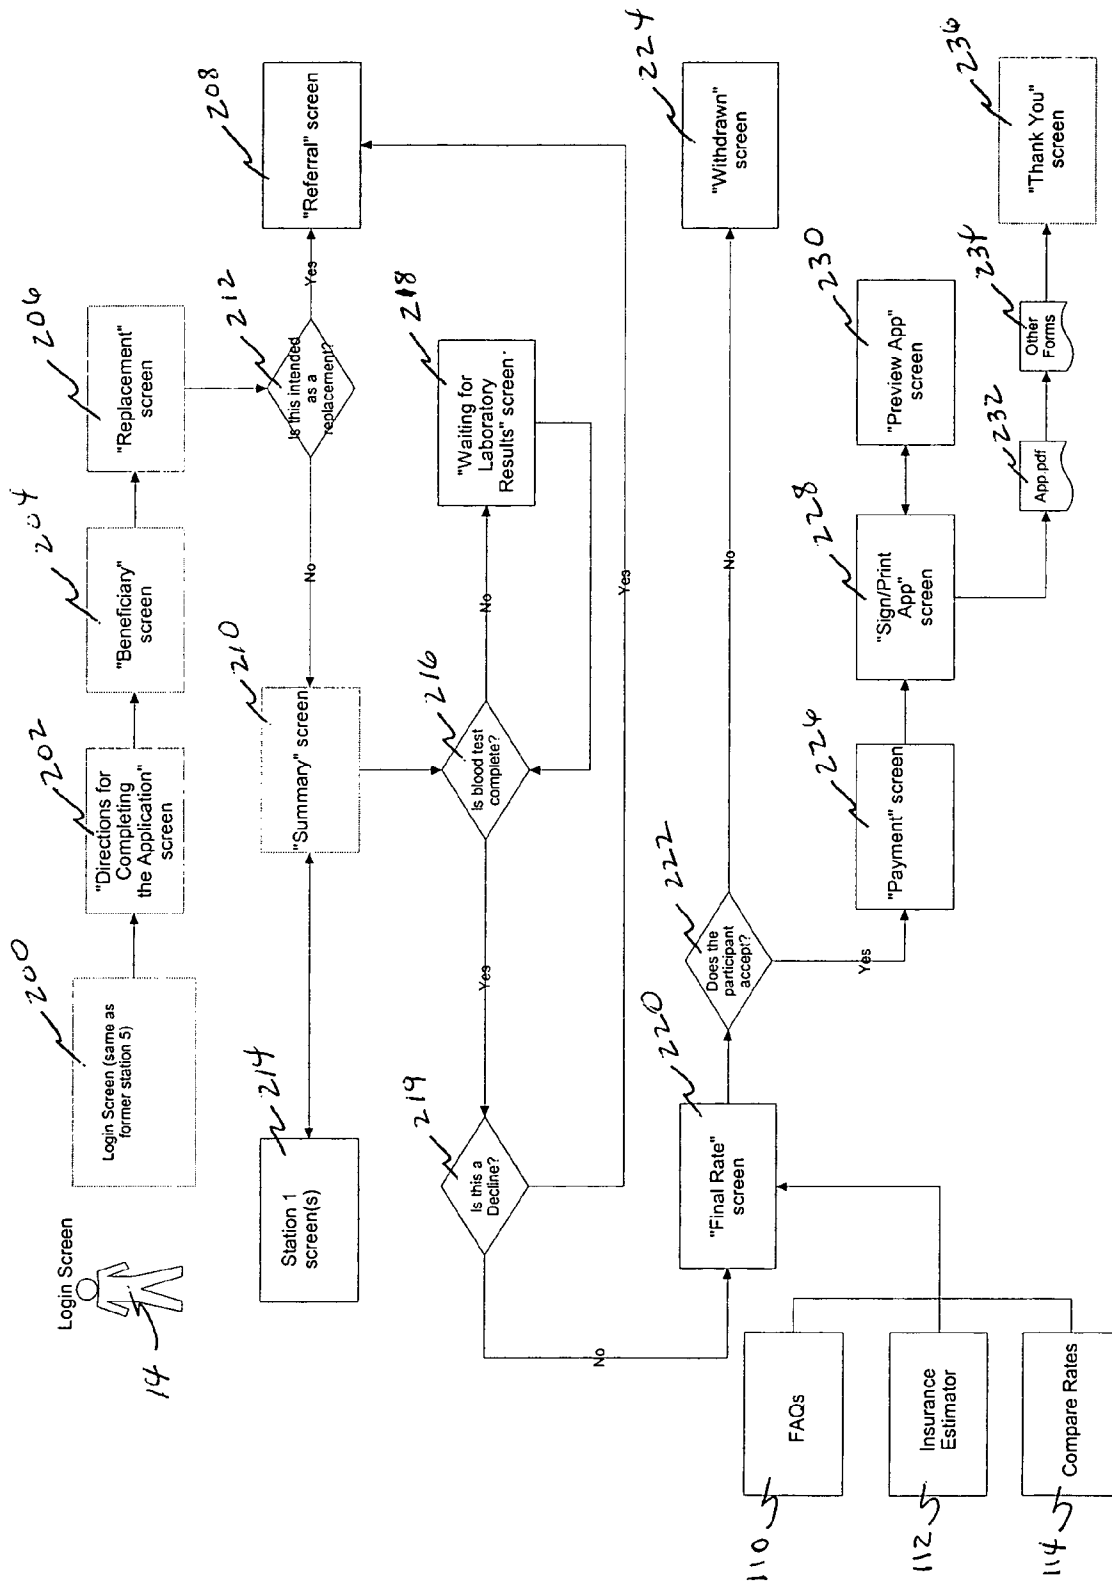 Login Screen
14
200
Login Screen (same as
former station 5)
202
"Directions for
Completing
the Application"
screen
204
"Beneficiary"
screen
206
"Replacement"
screen
208
"Referral" screen
210
"Summary" screen
212
Is this intended
as a
replacement?
Yes
No
214
Station 1
screen(s)
216
Is blood test
complete?
No
Yes
218
"Waiting for
Laboratory
Results" screen
219
Is this a
Decline?
Yes
No
220
"Final Rate"
screen
222
Does the
participant
accept?
No
Yes
224
"Withdrawn"
screen
226
"Payment" screen
228
"Sign/Print
App"
screen
230
"Preview App"
screen
232
App.pdf
234
Other
Forms
236
"Thank You"
screen
110
FAQs
112
Insurance
Estimator
114
Compare Rates